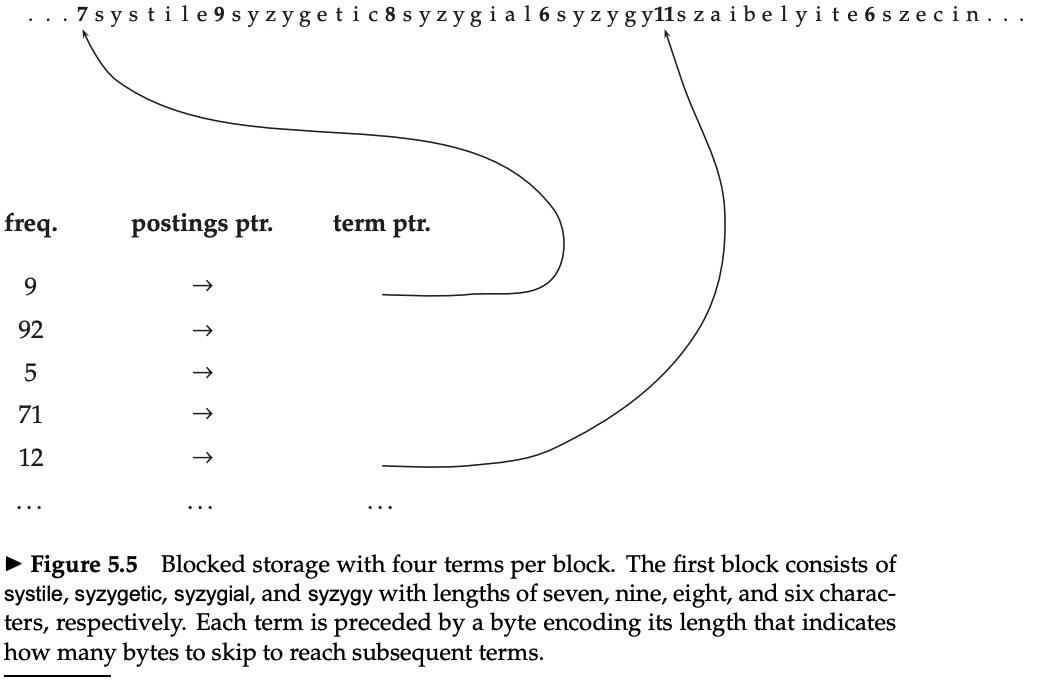 . . . 7 s y s t i l e 9 s y z y g e t i c 8 s y z y g i a l 6 s y z y g y 11 s z a i b e l y i t e 6 s z e c i n . . .
freq. postings ptr. term ptr.
9 →
92 →
5 →
71 →
12 →
... ... ...
► Figure 5.5 Blocked storage with four terms per block. The first block consists of
systile, syzygetic, syzygial, and syzygy with lengths of seven, nine, eight, and six charac-
ters, respectively. Each term is preceded by a byte encoding its length that indicates
how many bytes to skip to reach subsequent terms.